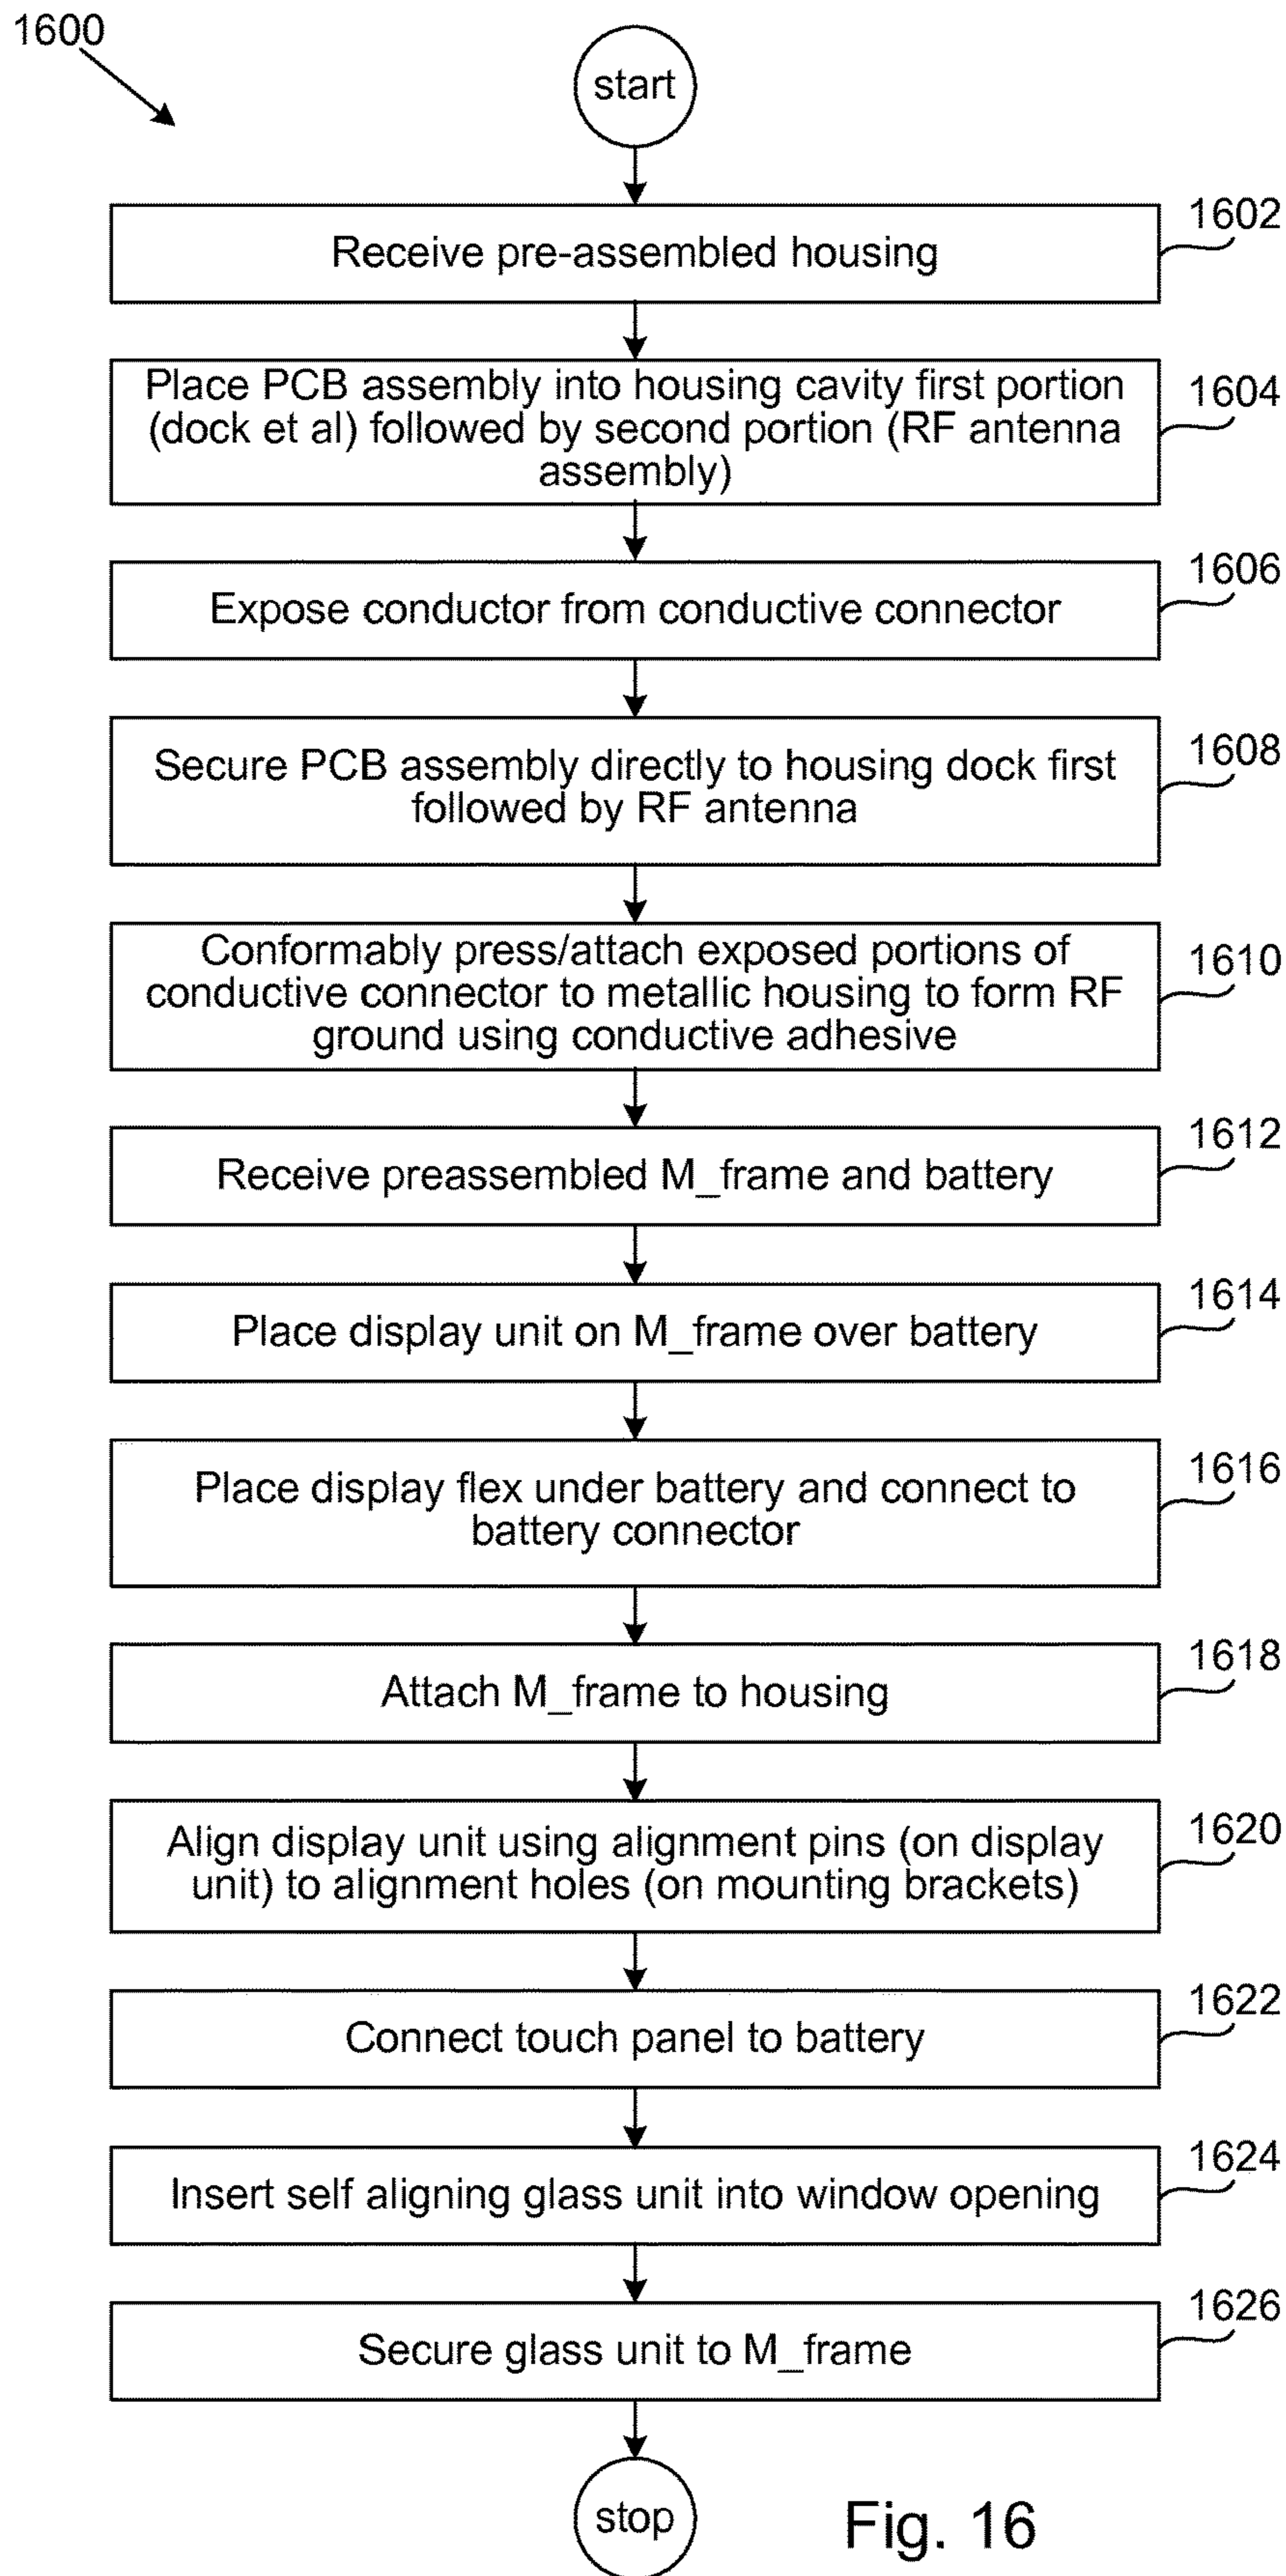 1600
start
1602
Receive pre-assembled housing
1604
Place PCB assembly into housing cavity first portion
(dock et al) followed by second portion (RF antenna
assembly)
1606
Expose conductor from conductive connector
1608
Secure PCB assembly directly to housing dock first
followed by RF antenna
1610
Conformably press/attach exposed portions of
conductive connector to metallic housing to form RF
ground using conductive adhesive
1612
Receive preassembled M_frame and battery
1614
Place display unit on M_frame over battery
1616
Place display flex under battery and connect to
battery connector
1618
Attach M_frame to housing
1620
Align display unit using alignment pins (on display
unit) to alignment holes (on mounting brackets)
1622
Connect touch panel to battery
1624
Insert self aligning glass unit into window opening
1626
Secure glass unit to M_frame
stop
Fig. 16